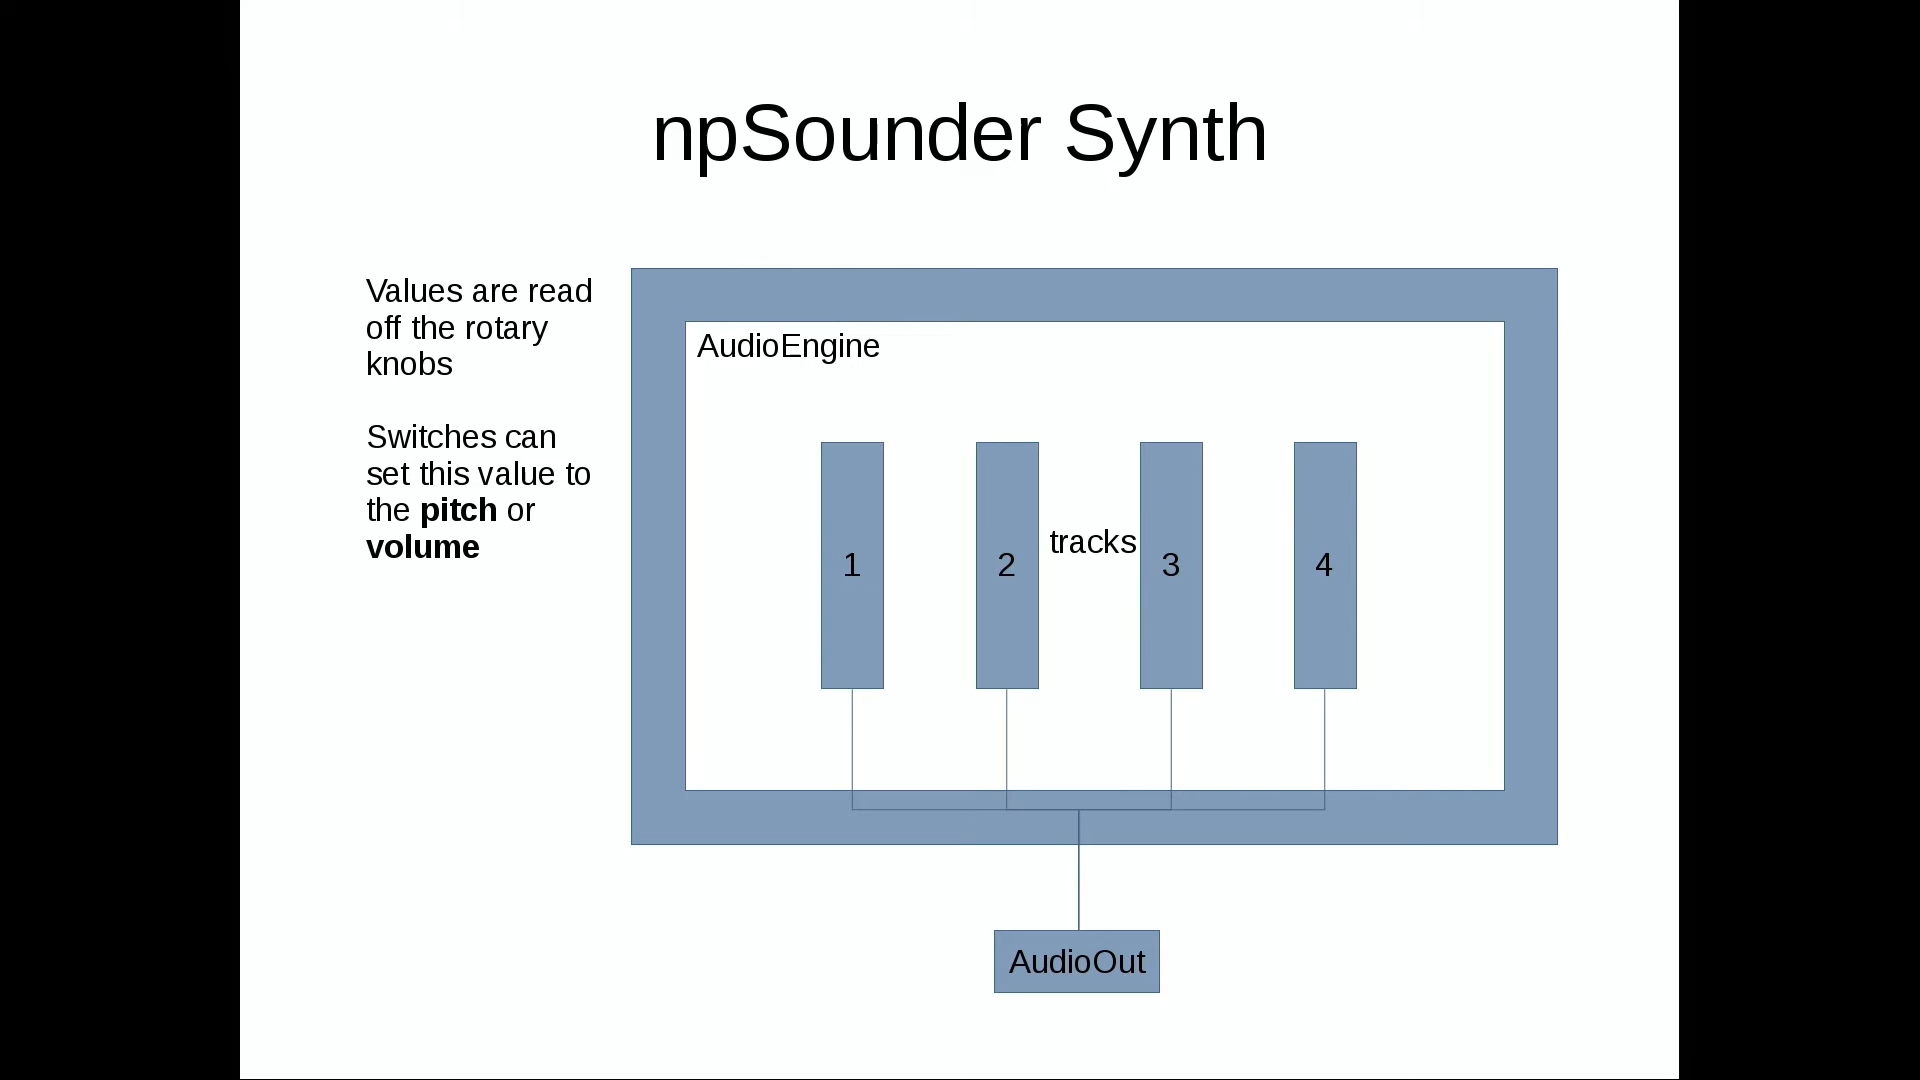 npSounder Synth
Values are read
off the rotary
knobs
Switches can
set this value to
the pitch or
volume
AudioEngine
tracks
1
2
3
4
AudioOut